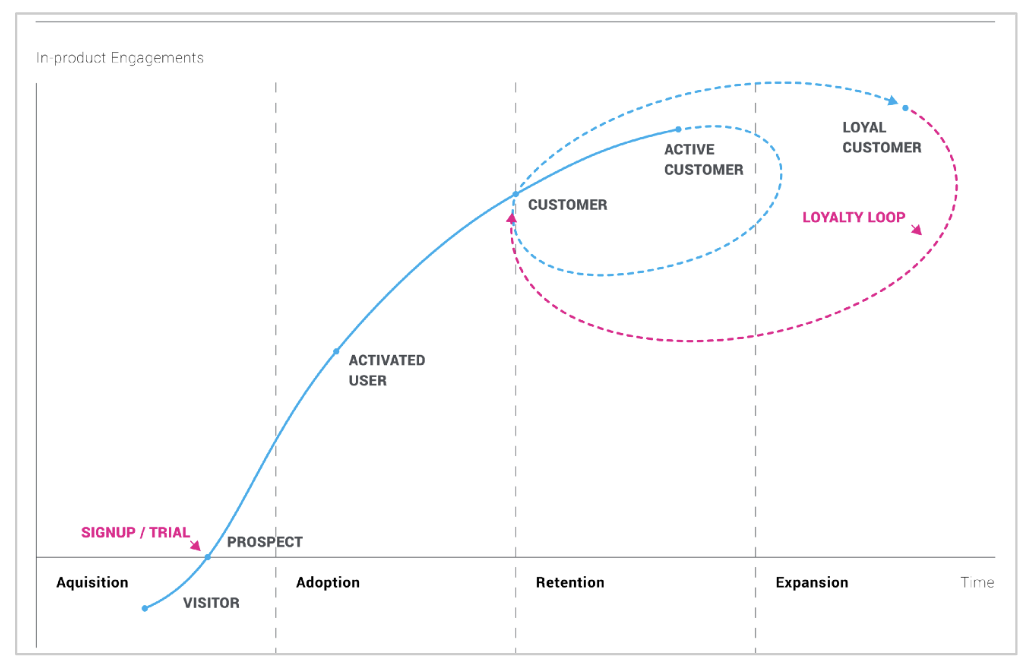 In-product Engagements
LOYAL
CUSTOMER
ACTIVE
CUSTOMER
CUSTOMER
LOYALTY LOOP
ACTIVATED
USER
SIGNUP / TRIAL
PROSPECT
Aquisition
Adoption
Retention
Expansion
Time
VISITOR